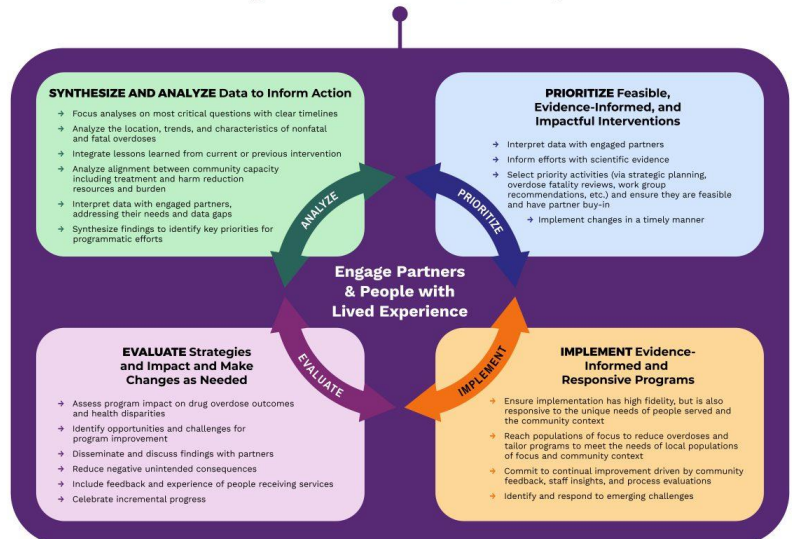 SYNTHESIZE AND ANALYZE Data to Inform Action
→ Focus analyses on most critical questions with clear timelines
→ Analyze the location, trends, and characteristics of nonfatal
and fatal overdoses
→ Integrate lessons learned from current or previous intervention
→ Analyze alignment between community capacity
including treatment and harm reduction
resources and burden
→ Interpret data with engaged partners,
addressing their needs and data gaps
→ Synthesize findings to identify key priorities for
programmatic efforts
PRIORITIZE Feasible,
Evidence-Informed, and
Impactful Interventions
→ Interpret data with engaged partners
→ Inform efforts with scientific evidence
→ Select priority activities (via strategic planning,
overdose fatality reviews, work group
recommendations, etc.) and ensure they are feasible
and have partner buy-in
→ Implement changes in a timely manner
ANALYZE
PRIORITIZE
Engage Partners
& People with
Lived Experience
EVALUATE
IMPLEMENT
EVALUATE Strategies
and Impact and Make
Changes as Needed
→ Assess program impact on drug overdose outcomes
and health disparities
→ Identify opportunities and challenges for
program improvement
→ Disseminate and discuss findings with partners
→ Reduce negative unintended consequences
→ Include feedback and experience of people receiving services
→ Celebrate incremental progress
IMPLEMENT Evidence-
Informed and
Responsive Programs
→ Ensure implementation has high fidelity, but is also
responsive to the unique needs of people served and
the community context
→ Reach populations of focus to reduce overdoses and
tailor programs to meet the needs of local populations
of focus and community context
→ Commit to continual improvement driven by community
feedback, staff insights, and process evaluations
→ Identify and respond to emerging challenges